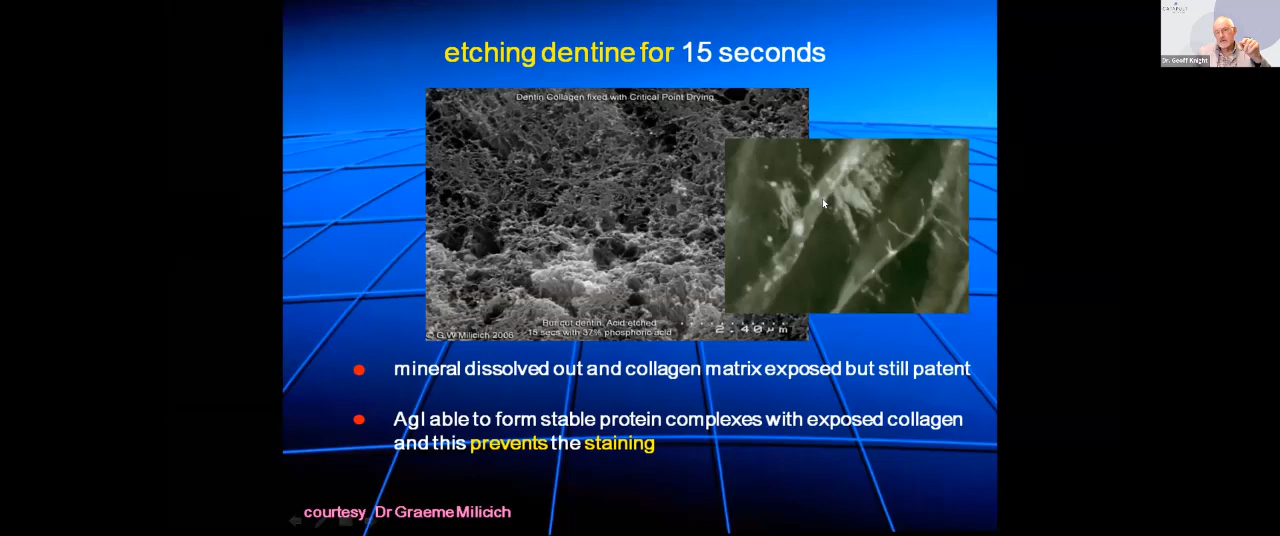 etching dentine for 15 seconds
CATAPULT
Dr. Geoff Knight
Dentin Collagen fixed with Critical Point Drying
Bur cut dentin. Acid etched
15 secs with 37% phosphoric acid
© G W Milicich 2006
2.40µm
mineral dissolved out and collagen matrix exposed but still patent
AgI able to form stable protein complexes with exposed collagen
and this prevents the staining
courtesy Dr Graeme Milicich